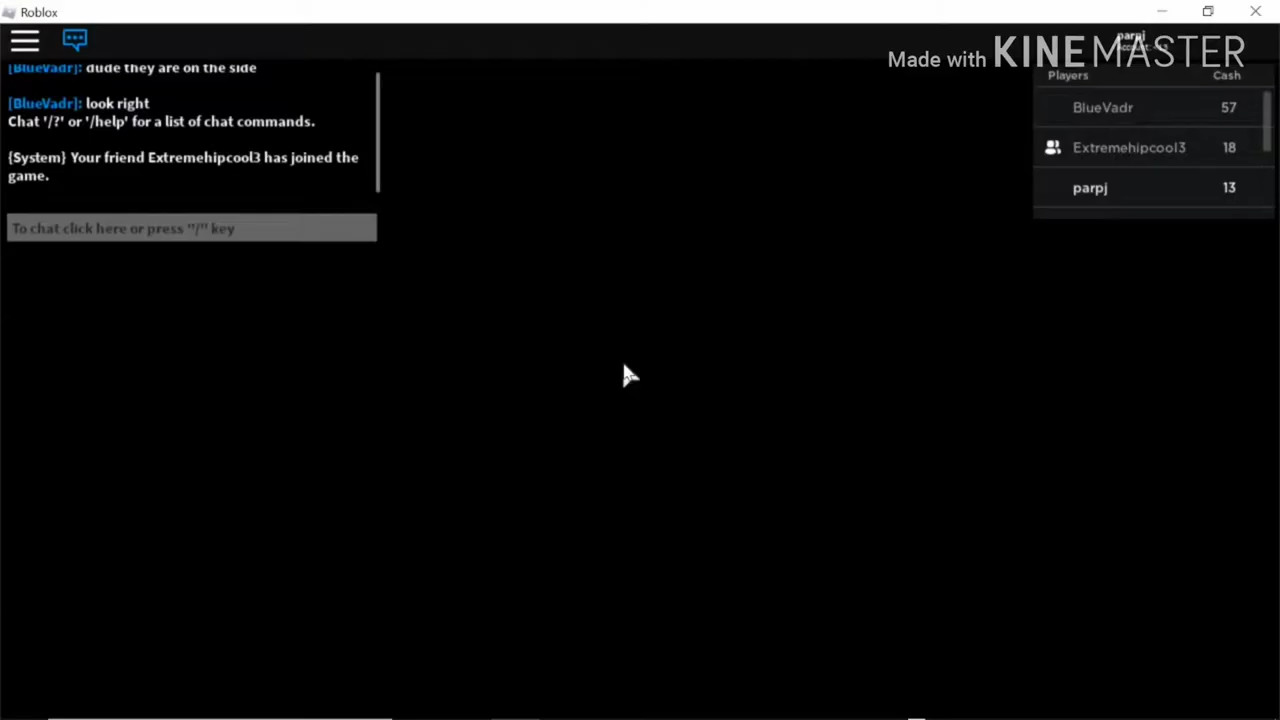 Roblox
[BlueVadr]: dude they are on the side
[BlueVadr]: look right
Chat '/?' or '/help' for a list of chat commands.
{System} Your friend Extremehipcool3 has joined the
game.
To chat click here or press "/" key
parpj
Made with KINEMASTER
Players Cash
BlueVadr 57
Extremehipcool3 18
parpj 13